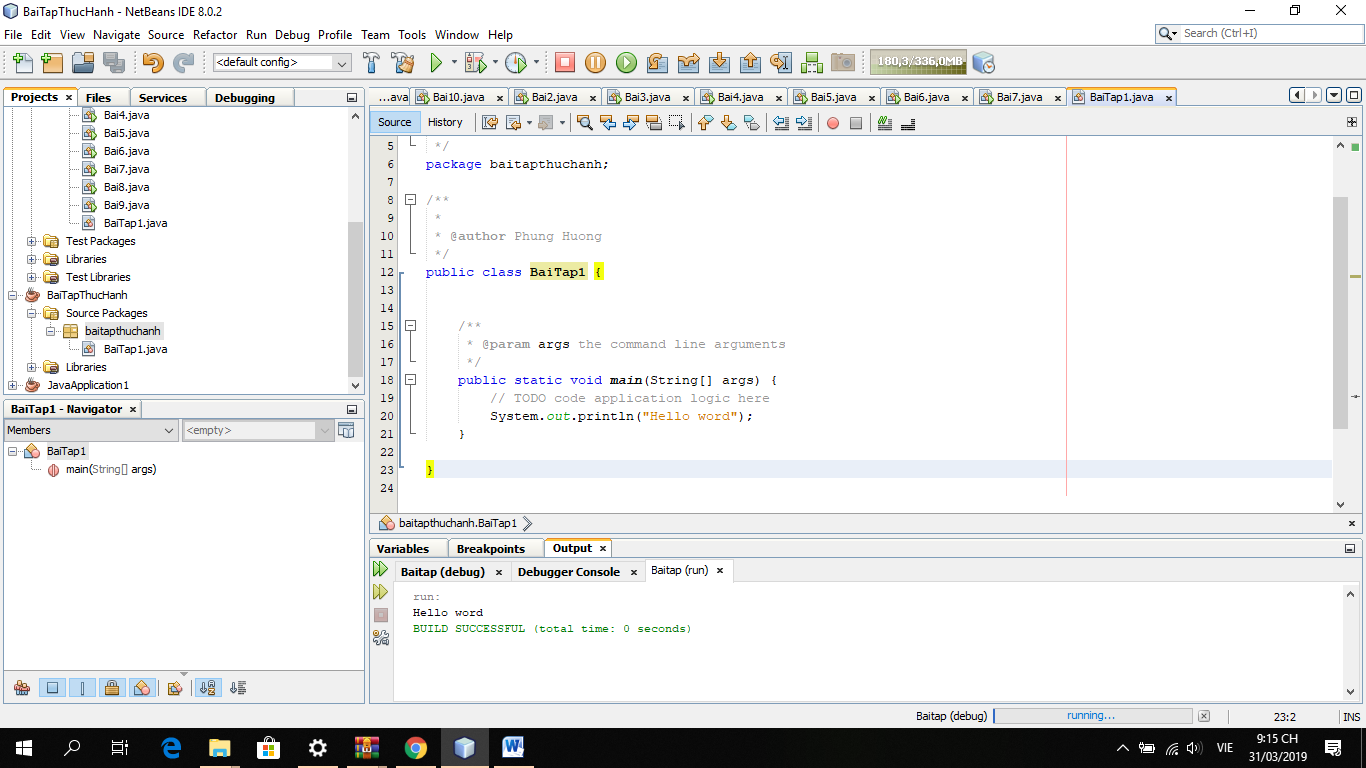 BaiTapThucHanh - NetBeans IDE 8.0.2
File Edit View Navigate Source Refactor Run Debug Profile Team Tools Window Help
Search (Ctrl+I)
<default config>
180,3/336,0MB
Projects
Files
Services
Debugging
Bai4.java
Bai5.java
Bai6.java
Bai7.java
Bai8.java
Bai9.java
BaiTap1.java
Test Packages
Libraries
Test Libraries
BaiTapThucHanh
Source Packages
baitapthuchanh
BaiTap1.java
Libraries
JavaApplication1
BaiTap1 - Navigator
Members
<empty>
BaiTap1
main(String[] args)
...ava
Bai10.java
Bai2.java
Bai3.java
Bai4.java
Bai5.java
Bai6.java
Bai7.java
BaiTap1.java
Source
History
5 */
6 package baitapthuchanh;
7
8 /**
9 *
10 * @author Phung Huong
11 */
12 public class BaiTap1 {
13
14
15 /**
16 * @param args the command line arguments
17 */
18 public static void main(String[] args) {
19 // TODO code application logic here
20 System.out.println("Hello word");
21 }
22
23 }
24
baitapthuchanh.BaiTap1
Variables
Breakpoints
Output
Baitap (debug)
Debugger Console
Baitap (run)
run:
Hello word
BUILD SUCCESSFUL (total time: 0 seconds)
Baitap (debug)
running...
23:2
INS
VIE
9:15 CH
31/03/2019